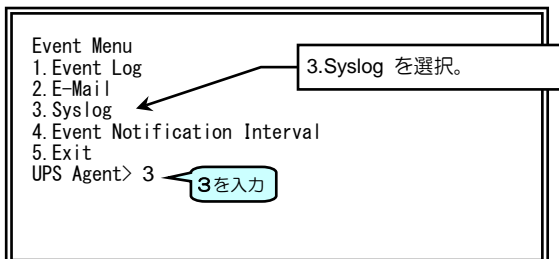 Event Menu
1.Event Log
2.E-Mail
3.Syslog
4.Event Notification Interval
5.Exit
UPS Agent> 3
3.Syslog を選択。
3を入力